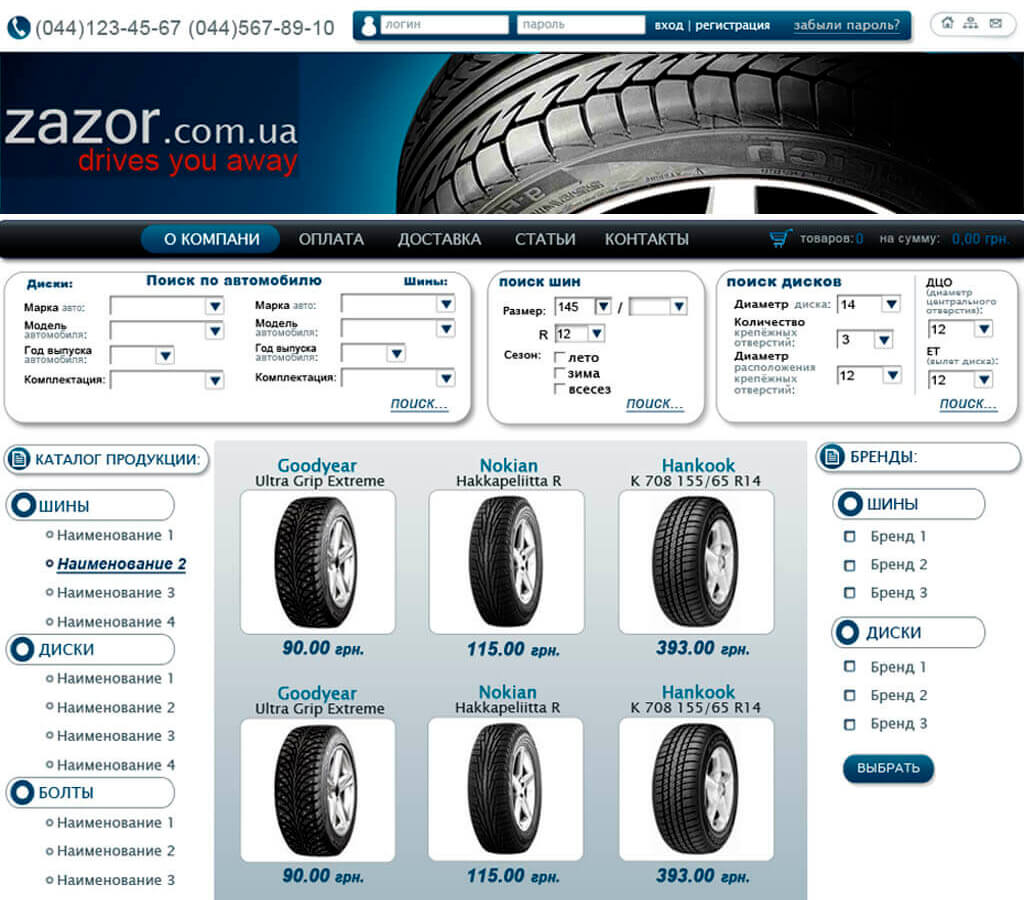 (044)123-45-67 (044)567-89-10
логин
пароль
вход | регистрация
забыли пароль?
zazor.com.ua
drives you away
О КОМПАНИ
ОПЛАТА
ДОСТАВКА
СТАТЬИ
КОНТАКТЫ
товаров:0
на сумму: 0,00 грн.
Поиск по автомобилю
Диски:
Марка авто:
Модель
автомобиля:
Год выпуска
автомобиля:
Комплектация:
Шины:
Марка авто:
Модель
автомобиля:
Год выпуска
автомобиля:
Комплектация:
поиск...
поиск шин
Размер: 145 /
R 12
Сезон: лето
зима
всесез
поиск...
поиск дисков
Диаметр диска: 14
Количество
крепёжных
отверстий: 3
Диаметр
расположения
крепёжных
отверстий: 12
ДЦО
(диаметр
центрального
отверстия):
12
ЕТ
(вылет диска):
12
поиск...
КАТАЛОГ ПРОДУКЦИИ:
ШИНЫ
Наименование 1
Наименование 2
Наименование 3
Наименование 4
ДИСКИ
Наименование 1
Наименование 2
Наименование 3
Наименование 4
БОЛТЫ
Наименование 1
Наименование 2
Наименование 3
Goodyear
Ultra Grip Extreme
90.00 грн.
Nokian
Hakkapeliitta R
115.00 грн.
Hankook
K 708 155/65 R14
393.00 грн.
Goodyear
Ultra Grip Extreme
90.00 грн.
Nokian
Hakkapeliitta R
115.00 грн.
Hankook
K 708 155/65 R14
393.00 грн.
БРЕНДЫ:
ШИНЫ
Бренд 1
Бренд 2
Бренд 3
ДИСКИ
Бренд 1
Бренд 2
Бренд 3
ВЫБРАТЬ